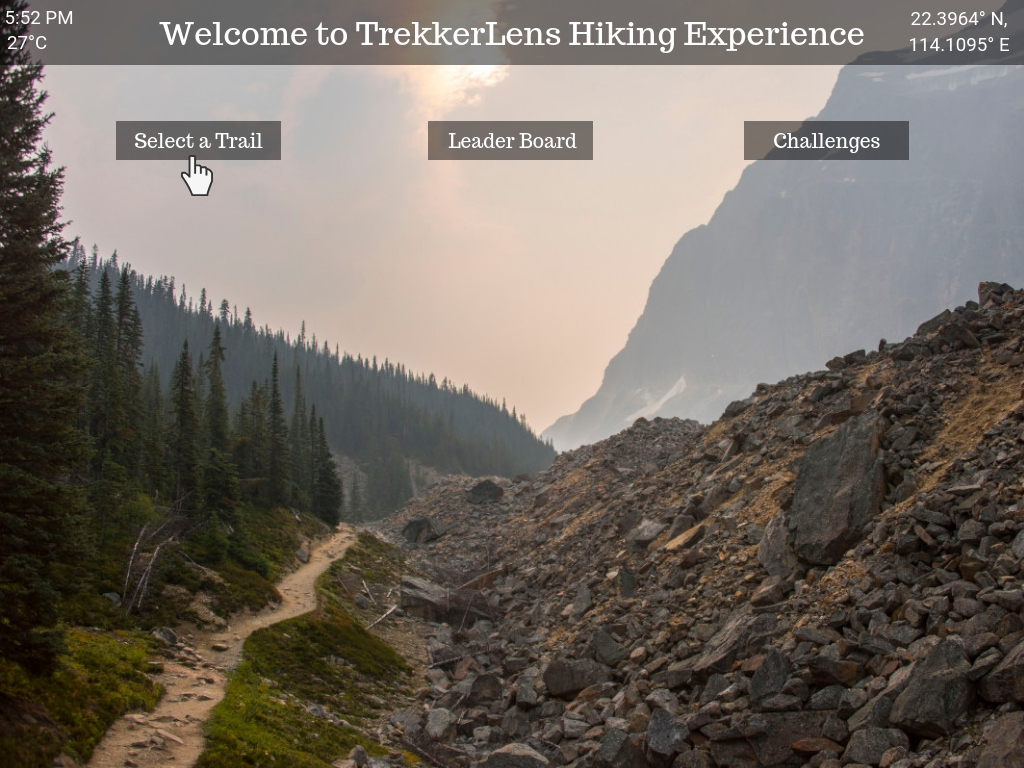 5:52 PM
27°C
Welcome to TrekkerLens Hiking Experience
22.3964° N,
114.1095° E
Select a Trail
Leader Board
Challenges